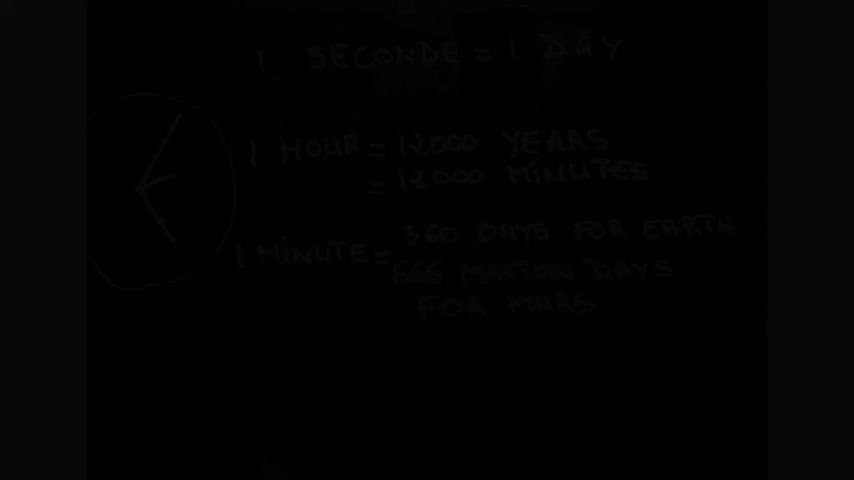 1 SECONDE = 1 DAY
1 HOUR = 12000 YEARS
= 12000 MINUTES
1 MINUTE = 360 DAYS FOR EARTH
666 MARTIAN DAYS
FOR MARS